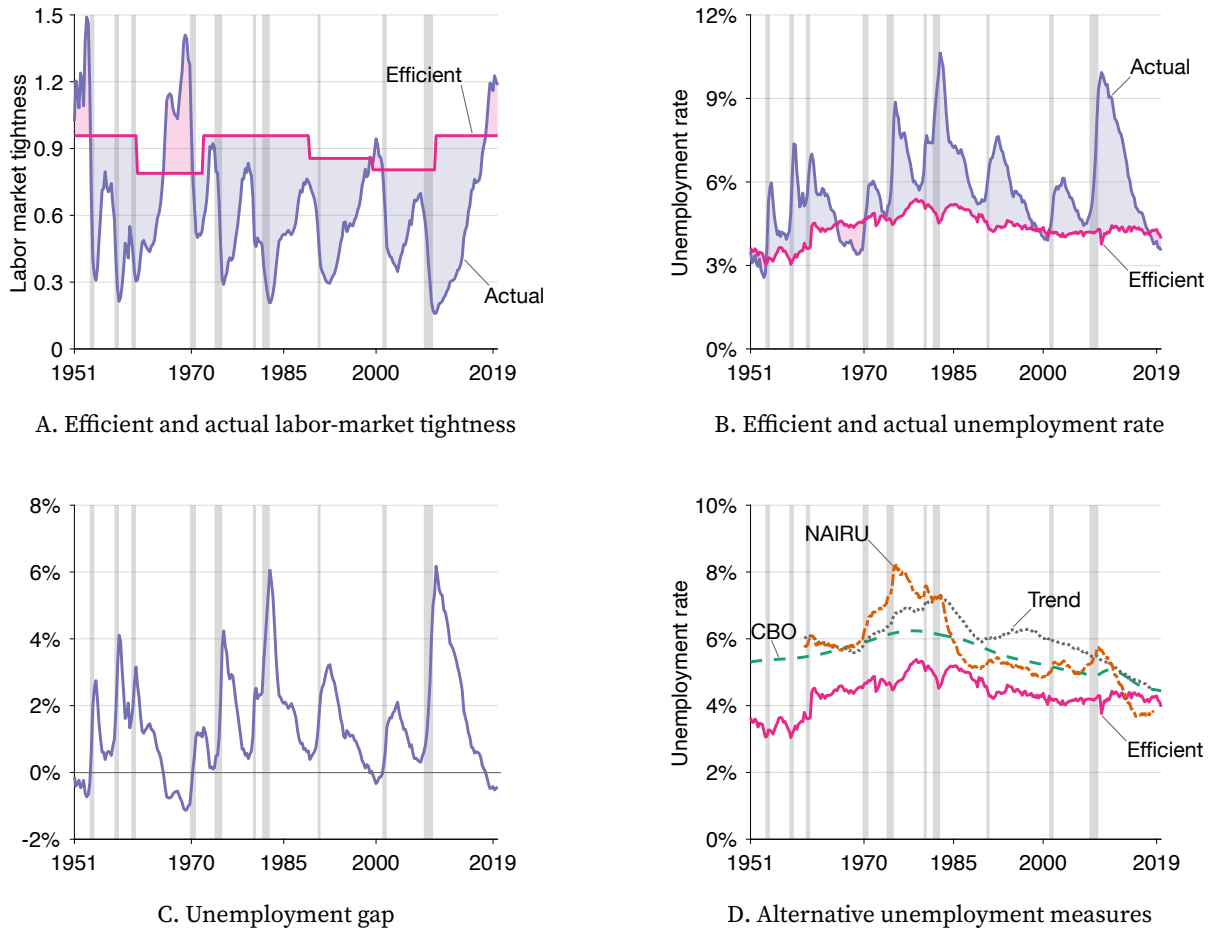 Labor market tightness
1.5
1.2
0.9
0.6
0.3
0
Efficient
Actual
1951
1970
1985
2000
2019
A. Efficient and actual labor-market tightness
Unemployment rate
12%
9%
6%
3%
0%
Actual
Efficient
1951
1970
1985
2000
2019
B. Efficient and actual unemployment rate
8%
6%
4%
2%
0%
-2%
1951
1970
1985
2000
2019
C. Unemployment gap
Unemployment rate
10%
8%
6%
4%
2%
0%
NAIRU
Trend
CBO
Efficient
1951
1970
1985
2000
2019
D. Alternative unemployment measures